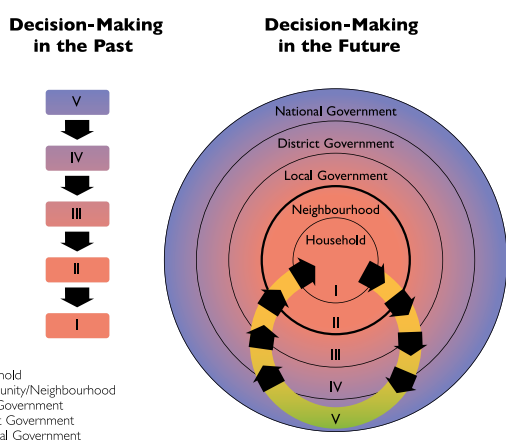 Decision-Making
in the Past
Decision-Making
in the Future
V
IV
III
II
I
National Government
District Government
Local Government
Neighbourhood
Household
I
II
III
IV
V
hold
unity/Neighbourhood
Government
Government
al Government